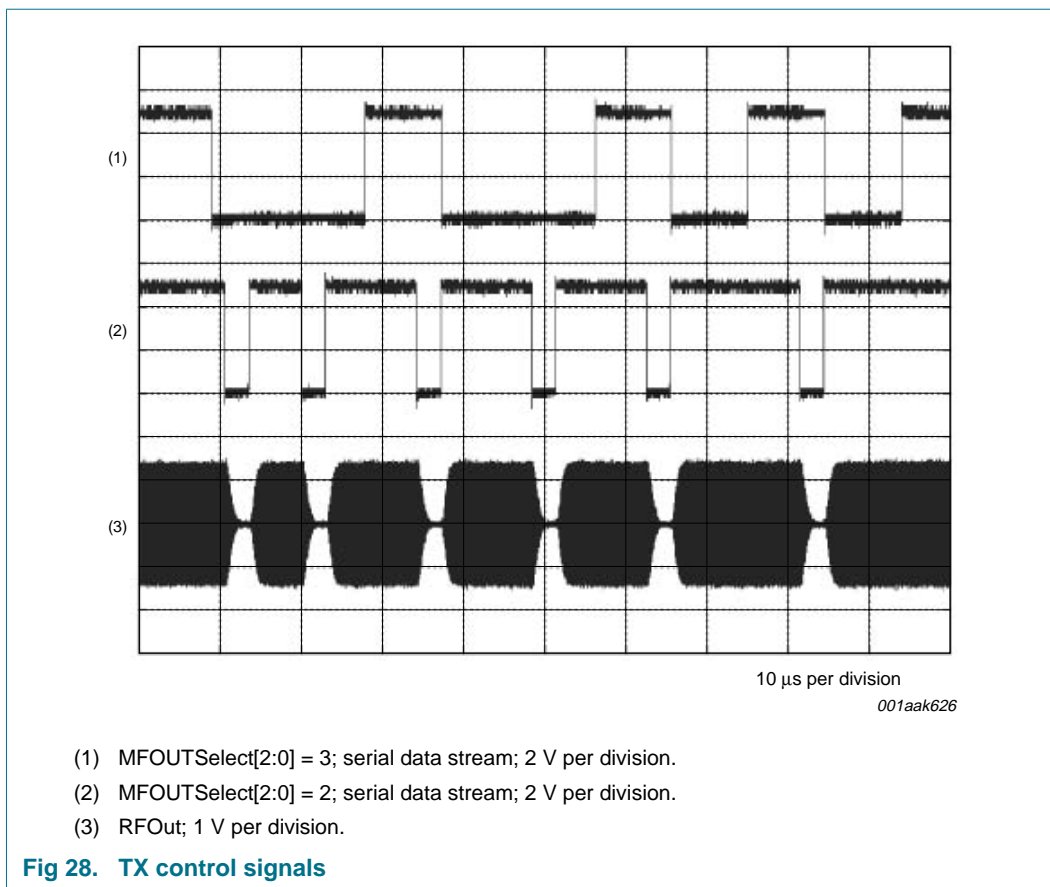 (1)
(2)
(3)
10 μs per division
001aak626
(1) MFOUTSelect[2:0] = 3; serial data stream; 2 V per division.
(2) MFOUTSelect[2:0] = 2; serial data stream; 2 V per division.
(3) RFOut; 1 V per division.
Fig 28. TX control signals